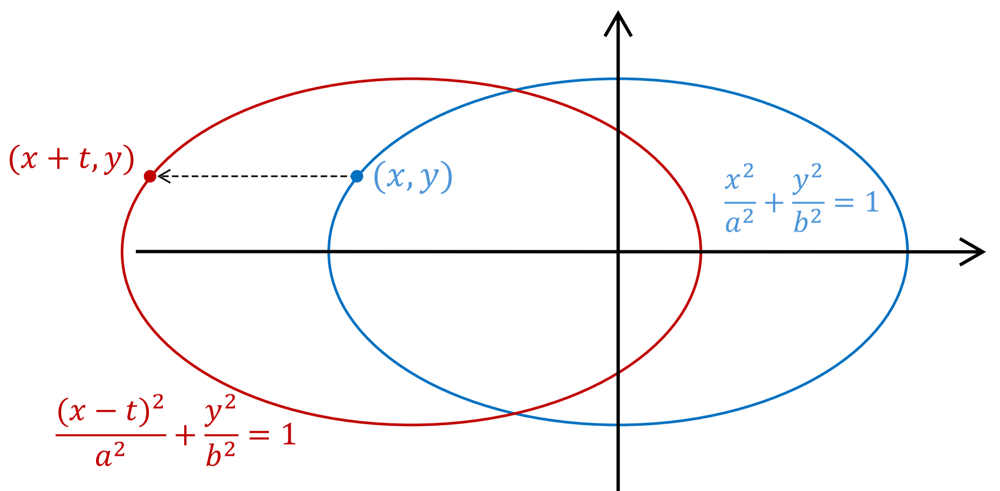 (x + t, y)
(x, y)
x²/a² + y²/b² = 1
(x − t)²/a² + y²/b² = 1